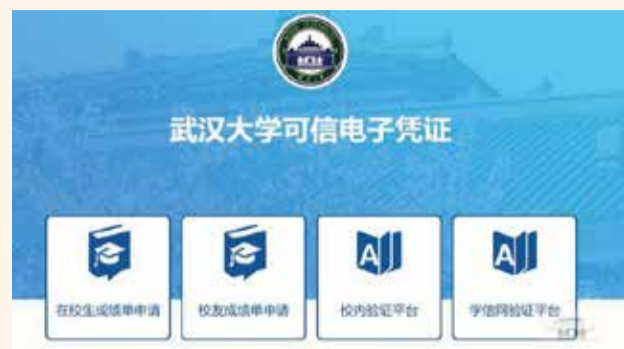 武汉大学可信电子凭证
在校生成绩单申请
校友成绩单申请
校内验证平台
学信网验证平台